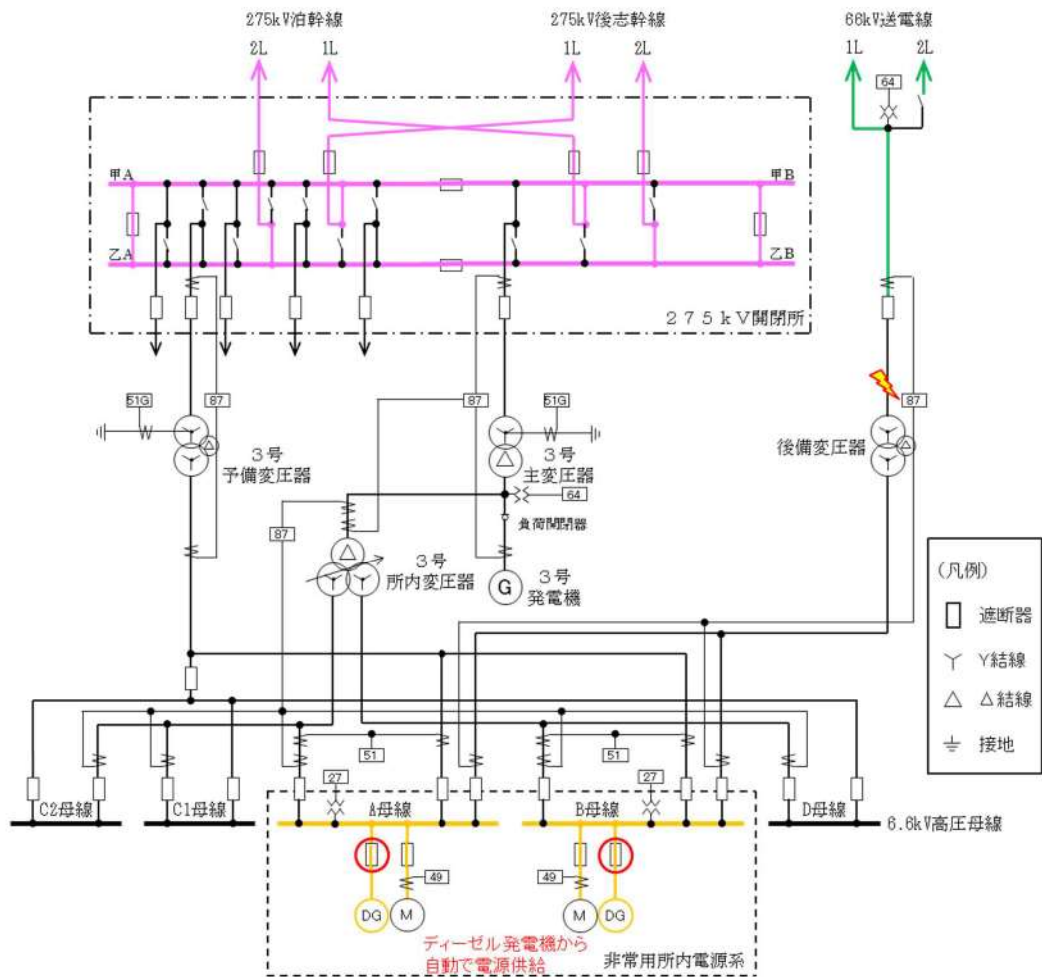 275kV泊幹線
275kV後志幹線
66kV送電線
2L
1L
1L
2L
1L
2L
64
甲A
甲B
乙A
乙B
275kV開閉所
51G
87
87
51G
87
3号
予備変圧器
3号
主変圧器
後備変圧器
64
負荷開閉器
87
3号
所内変圧器
G
3号
発電機
(凡例)
遮断器
Y結線
△結線
接地
51
51
27
27
C2母線
C1母線
A母線
B母線
D母線
6.6kV高圧母線
49
49
DG
M
M
DG
ディーゼル発電機から
自動で電源供給
非常用所内電源系